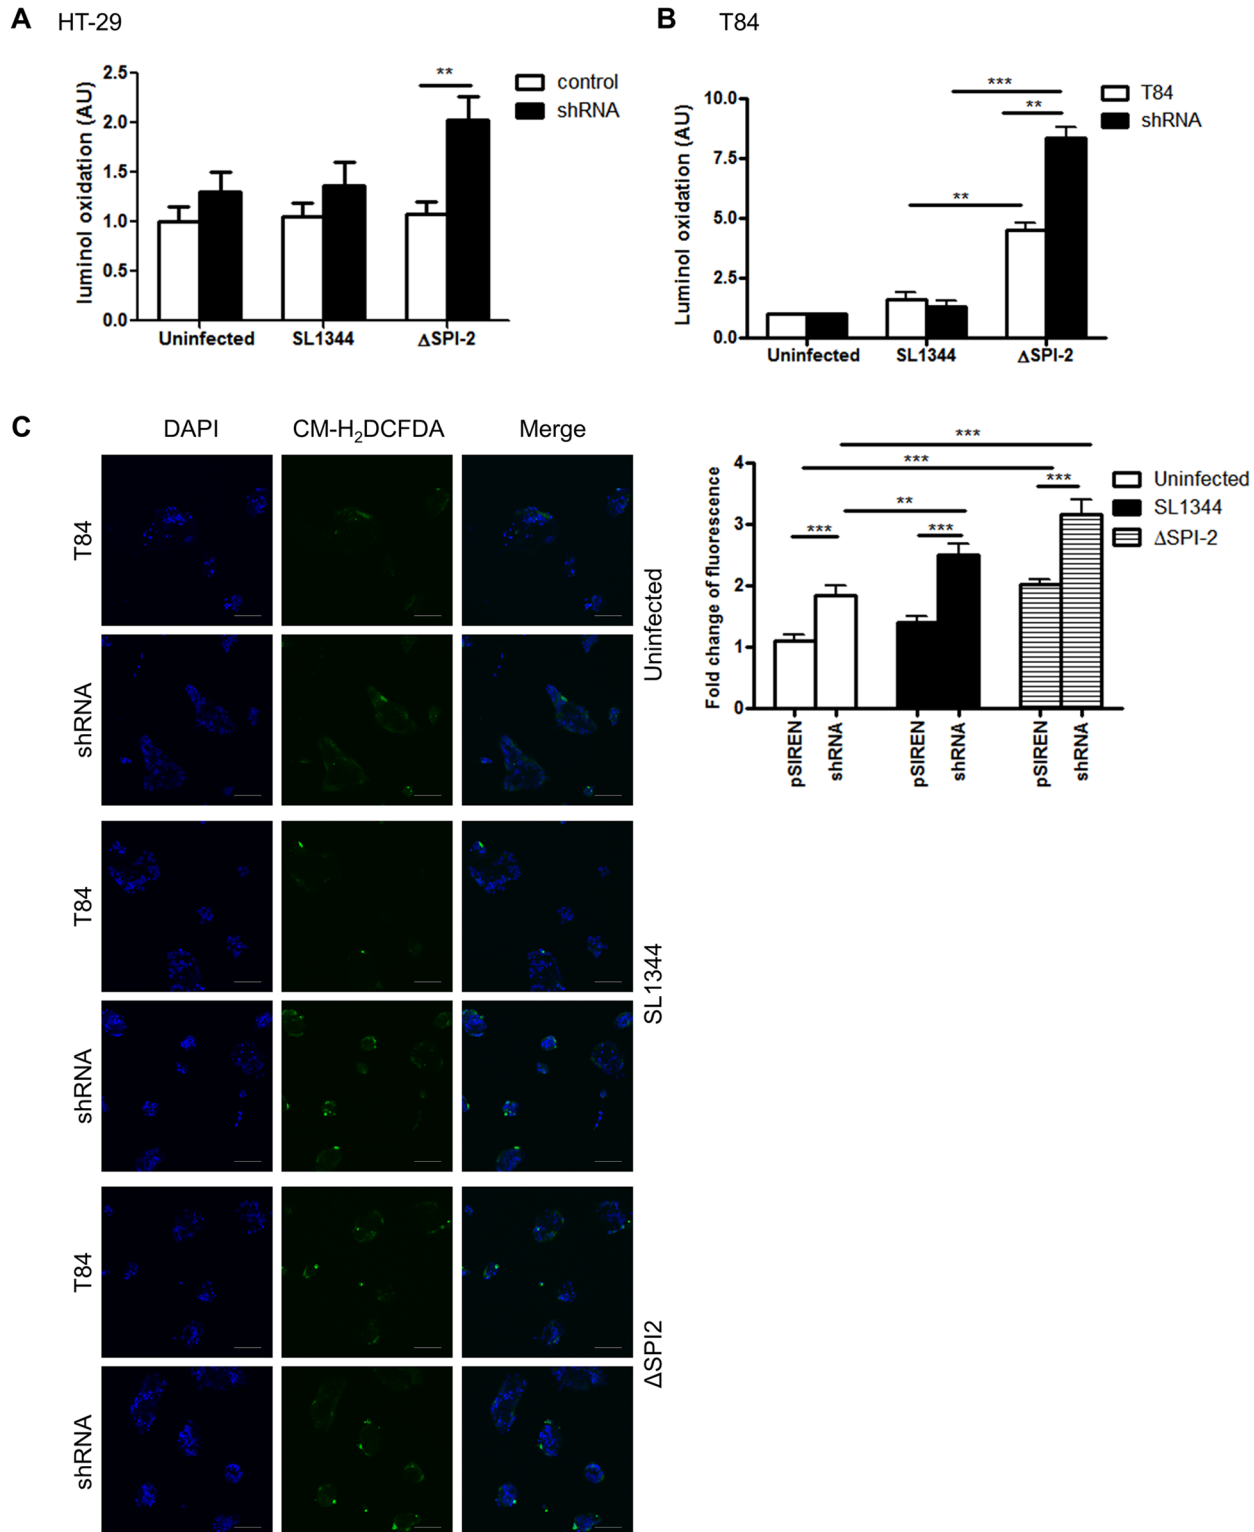 A HT-29
2.5
2.0
1.5
1.0
0.5
0.0
luminol oxidation (AU)
**
control
shRNA
Uninfected SL1344 ΔSPI-2
B T84
10.0
7.5
5.0
2.5
0.0
Luminol oxidation (AU)
***
**
**
T84
shRNA
Uninfected SL1344 ΔSPI-2
C
DAPI CM-H₂DCFDA Merge
T84
shRNA
Uninfected
T84
shRNA
SL1344
T84
shRNA
ΔSPI2
4
3
2
1
0
Fold change of fluorescence
***
***
***
**
***
***
Uninfected
SL1344
ΔSPI-2
pSIREN shRNA pSIREN shRNA pSIREN shRNA